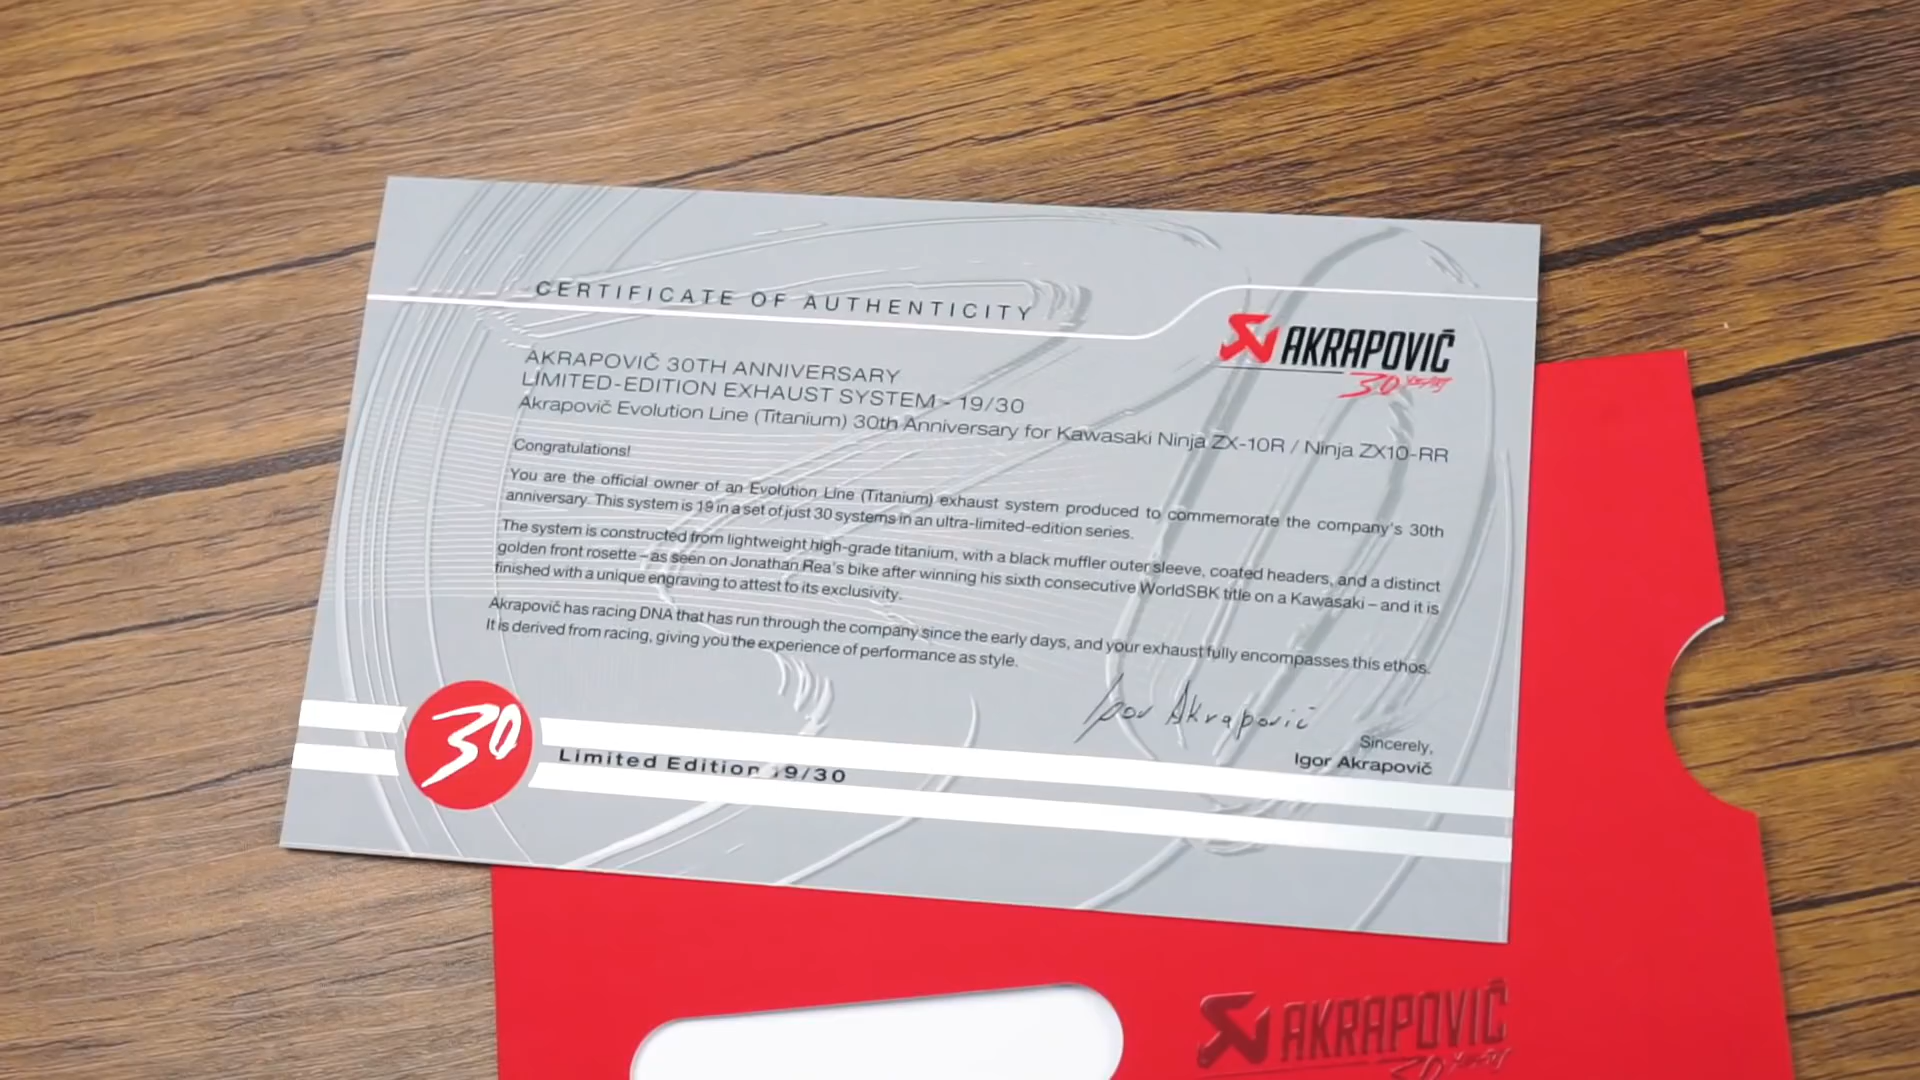 CERTIFICATE OF AUTHENTICITY
AKRAPOVIČ
30 YEARS
AKRAPOVIČ 30TH ANNIVERSARY
LIMITED-EDITION EXHAUST SYSTEM - 19/30
Akrapovič Evolution Line (Titanium) 30th Anniversary for Kawasaki Ninja ZX-10R / Ninja ZX10-RR
Congratulations!
You are the official owner of an Evolution Line (Titanium) exhaust system produced to commemorate the company's 30th
anniversary. This system is 19 in a set of just 30 systems in an ultra-limited-edition series.
The system is constructed from lightweight high-grade titanium, with a black muffler outer sleeve, coated headers, and a distinct
golden front rosette – as seen on Jonathan Rea's bike after winning his sixth consecutive WorldSBK title on a Kawasaki – and it is
finished with a unique engraving to attest to its exclusivity.
Akrapovič has racing DNA that has run through the company since the early days, and your exhaust fully encompasses this ethos.
It is derived from racing, giving you the experience of performance as style.
Igor Akrapovič
Sincerely,
Igor Akrapovič
30
Limited Edition 19/30
AKRAPOVIČ
30 YEARS